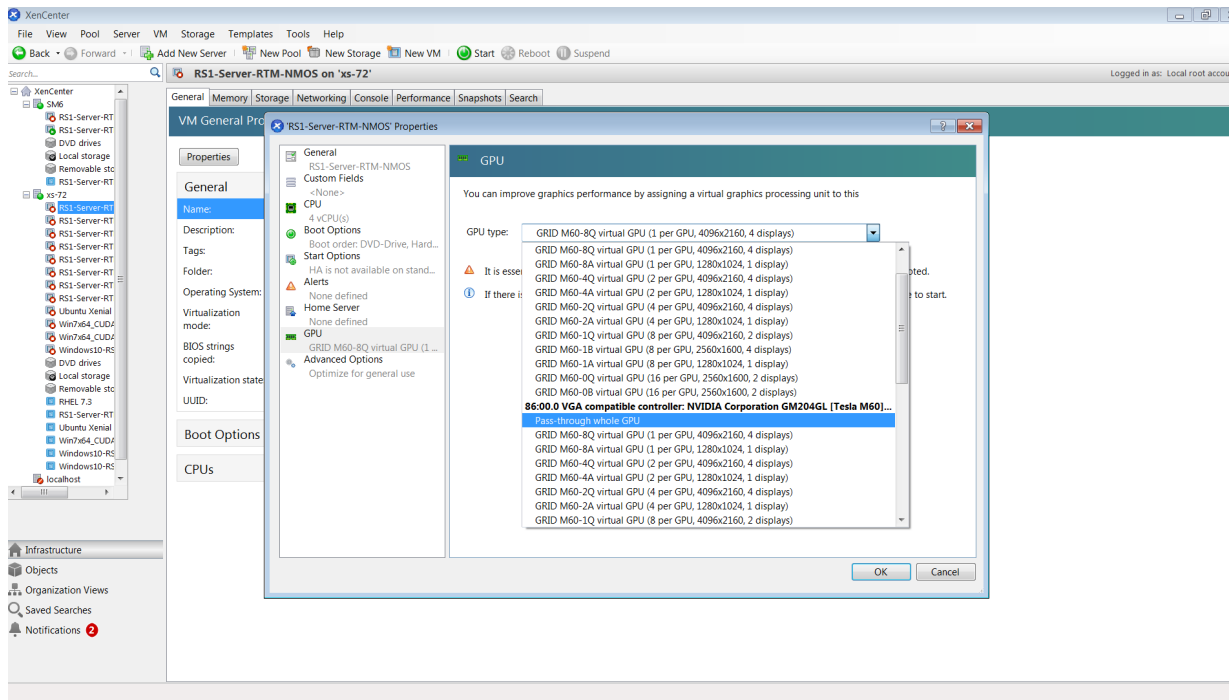 XenCenter
File View Pool Server VM Storage Templates Tools Help
Back Forward Add New Server New Pool New Storage New VM Start Reboot Suspend
Search...
RS1-Server-RTM-NMOS on 'xs-72'
Logged in as: Local root accou
XenCenter
SM6
RS1-Server-RT
RS1-Server-RT
DVD drives
Local storage
Removable sto
RS1-Server-RT
xs-72
RS1-Server-RT
RS1-Server-RT
RS1-Server-RT
RS1-Server-RT
RS1-Server-RT
RS1-Server-RT
RS1-Server-RT
RS1-Server-RT
Ubuntu Xenial
Win7x64_CUDA
Win7x64_CUDA
Windows10-RS
DVD drives
Local storage
Removable sto
RHEL 7.3
RS1-Server-RT
Ubuntu Xenial
Win7x64_CUDA
Windows10-RS
Windows10-RS
localhost
Infrastructure
Objects
Organization Views
Saved Searches
Notifications 2
General Memory Storage Networking Console Performance Snapshots Search
VM General Pro
Properties
General
Name:
Description:
Tags:
Folder:
Operating System:
Virtualization
mode:
BIOS strings
copied:
Virtualization state
UUID:
Boot Options
CPUs
'RS1-Server-RTM-NMOS' Properties
General
RS1-Server-RTM-NMOS
Custom Fields
<None>
CPU
4 vCPU(s)
Boot Options
Boot order: DVD-Drive, Hard...
Start Options
HA is not available on stand...
Alerts
None defined
Home Server
None defined
GPU
GRID M60-8Q virtual GPU (1 ...
Advanced Options
Optimize for general use
GPU
You can improve graphics performance by assigning a virtual graphics processing unit to this
GPU type: GRID M60-8Q virtual GPU (1 per GPU, 4096x2160, 4 displays)
It is esse
pted.
If there i
e to start.
GRID M60-8Q virtual GPU (1 per GPU, 4096x2160, 4 displays)
GRID M60-8A virtual GPU (1 per GPU, 1280x1024, 1 display)
GRID M60-4Q virtual GPU (2 per GPU, 4096x2160, 4 displays)
GRID M60-4A virtual GPU (2 per GPU, 1280x1024, 1 display)
GRID M60-2Q virtual GPU (4 per GPU, 4096x2160, 4 displays)
GRID M60-2A virtual GPU (4 per GPU, 1280x1024, 1 display)
GRID M60-1Q virtual GPU (8 per GPU, 4096x2160, 2 displays)
GRID M60-1B virtual GPU (8 per GPU, 2560x1600, 4 displays)
GRID M60-1A virtual GPU (8 per GPU, 1280x1024, 1 display)
GRID M60-0Q virtual GPU (16 per GPU, 2560x1600, 2 displays)
GRID M60-0B virtual GPU (16 per GPU, 2560x1600, 2 displays)
86:00.0 VGA compatible controller: NVIDIA Corporation GM204GL [Tesla M60]...
Pass-through whole GPU
GRID M60-8Q virtual GPU (1 per GPU, 4096x2160, 4 displays)
GRID M60-8A virtual GPU (1 per GPU, 1280x1024, 1 display)
GRID M60-4Q virtual GPU (2 per GPU, 4096x2160, 4 displays)
GRID M60-4A virtual GPU (2 per GPU, 1280x1024, 1 display)
GRID M60-2Q virtual GPU (4 per GPU, 4096x2160, 4 displays)
GRID M60-2A virtual GPU (4 per GPU, 1280x1024, 1 display)
GRID M60-1Q virtual GPU (8 per GPU, 4096x2160, 2 displays)
OK Cancel